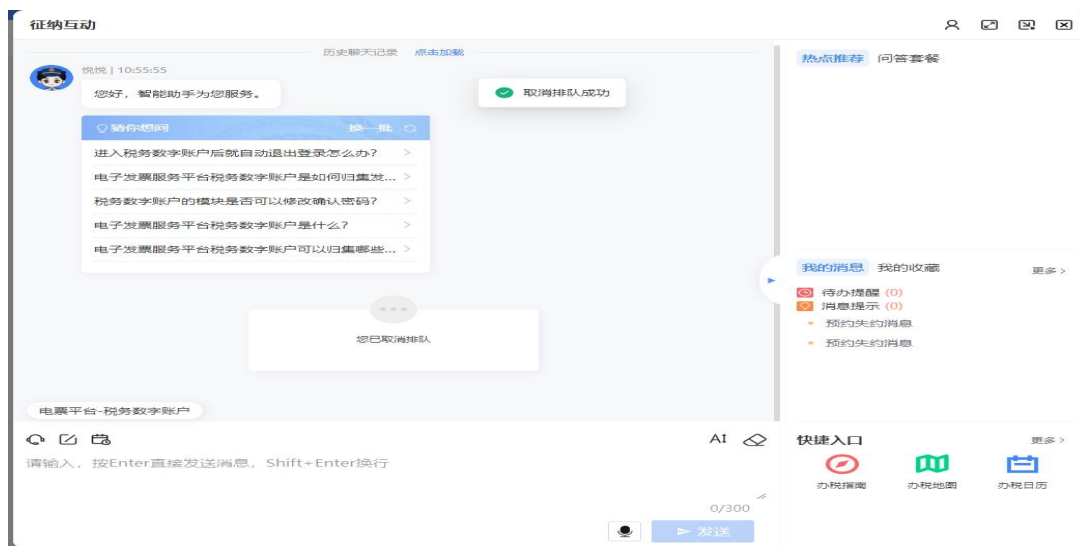 征纳互动
历史聊天记录 点击加载
悦悦 | 10:55:55
您好，智能助手为您服务。
取消排队成功
猜你想问 换一批
进入税务数字账户后就自动退出登录怎么办？
电子发票服务平台税务数字账户是如何归集发...
税务数字账户的模块是否可以修改确认密码？
电子发票服务平台税务数字账户是什么？
电子发票服务平台税务数字账户可以归集哪些...
您已取消排队
电票平台-税务数字账户
AI
请输入，按Enter直接发送消息，Shift+Enter换行
0/300
发送
热点推荐 问答套餐
我的消息 我的收藏 更多 >
待办提醒 (0)
消息提示 (0)
预约失约消息
预约失约消息
快捷入口 更多 >
办税指南 办税地图 办税日历